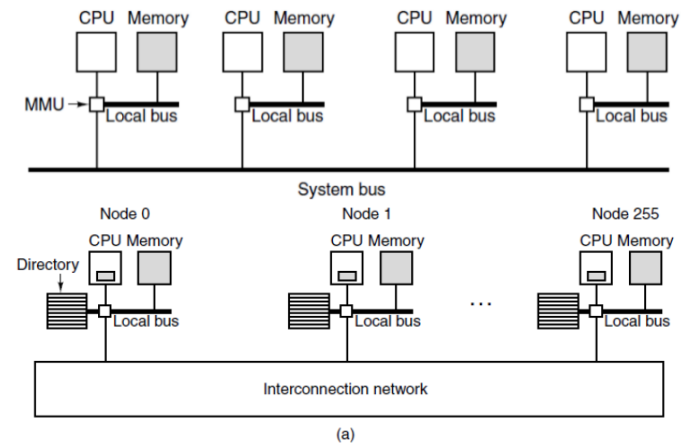 CPU Memory CPU Memory CPU Memory CPU Memory
MMU
Local bus Local bus Local bus Local bus
System bus
Node 0 Node 1 Node 255
CPU Memory CPU Memory CPU Memory
Directory
...
Local bus Local bus Local bus
Interconnection network
(a)